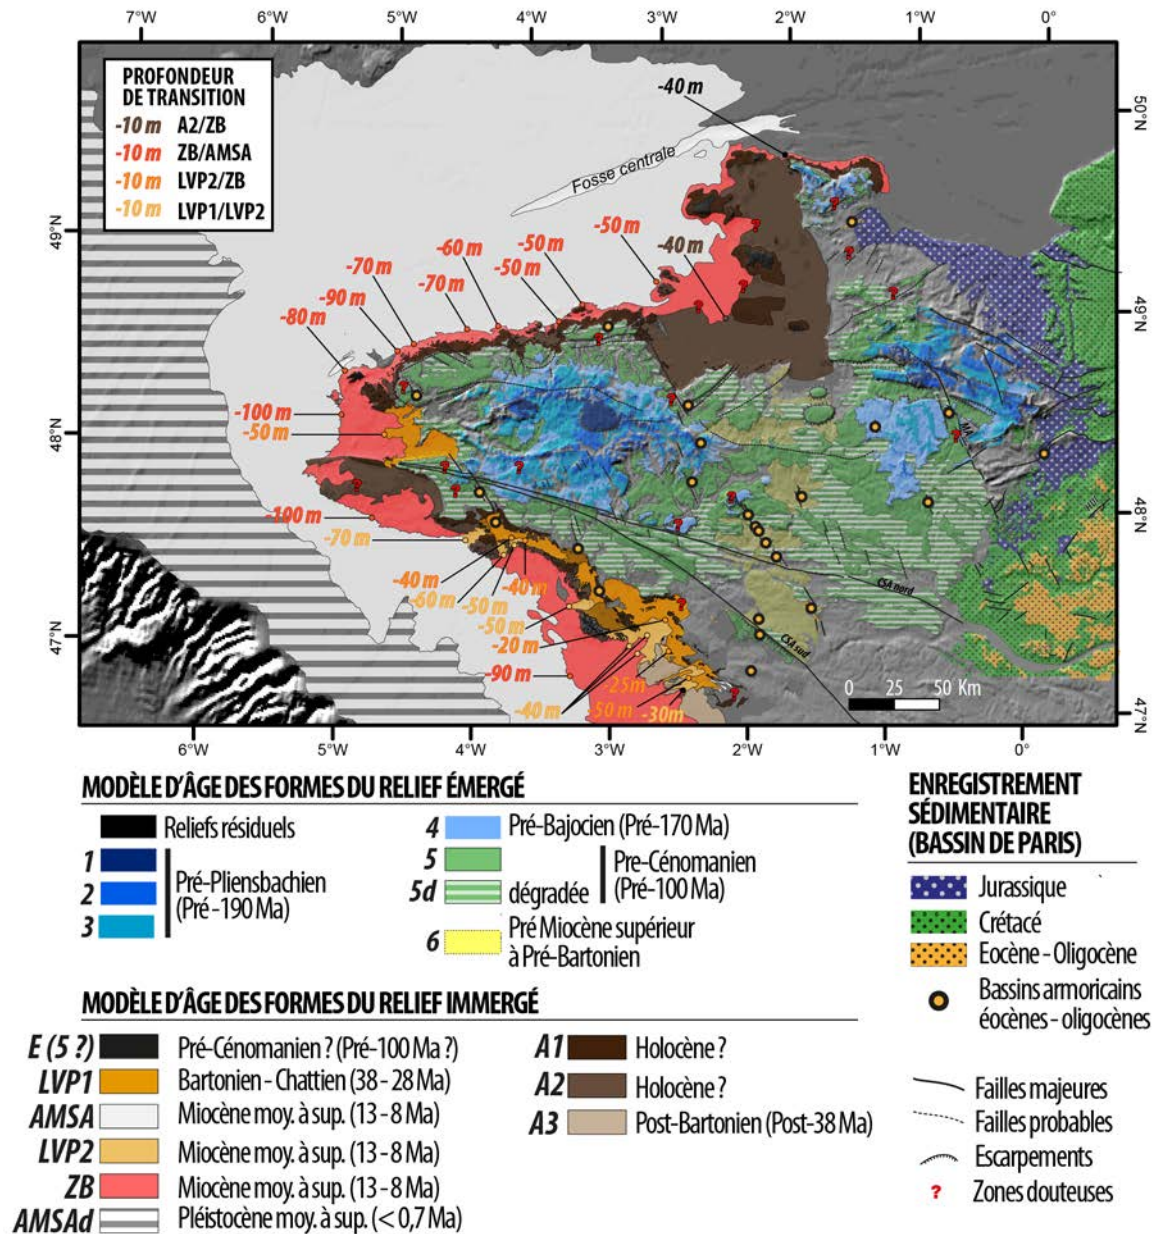 7°W 6°W 5°W 4°W 3°W 2°W 1°W 0°
PROFONDEUR
DE TRANSITION
-10 m A2/ZB
-10 m ZB/AMSA
-10 m LVP2/ZB
-10 m LVP1/LVP2
-40 m
50°N
Fosse centrale
49°N
-50 m
-50 m
-60 m
-50 m
-40 m
-70 m
-70 m
-90 m
-80 m
49°N
-100 m
-50 m
48°N
MA
-100 m
-70 m
48°N
-40 m
-40 m
-60 m
-50 m
-50 m
CSA nord
-20 m
CSA sud
47°N
-90 m
-25m
0 25 50 Km
-40 m
-50 m
-30m
47°N
6°W 5°W 4°W 3°W 2°W 1°W 0°
MODÈLE D'ÂGE DES FORMES DU RELIEF ÉMERGÉ
Reliefs résiduels
1
2
3
Pré-Pliensbachien
(Pré-190 Ma)
4 Pré-Bajocien (Pré-170 Ma)
5
5d dégradée
Pre-Cénomanien
(Pré-100 Ma)
6 Pré Miocène supérieur
à Pré-Bartonien
MODÈLE D'ÂGE DES FORMES DU RELIEF IMMERGÉ
E (5 ?) Pré-Cénomanien ? (Pré-100 Ma ?)
LVP1 Bartonien - Chattien (38 - 28 Ma)
AMSA Miocène moy. à sup. (13 - 8 Ma)
LVP2 Miocène moy. à sup. (13 - 8 Ma)
ZB Miocène moy. à sup. (13 - 8 Ma)
AMSAd Pléistocène moy. à sup. (< 0,7 Ma)
A1 Holocène ?
A2 Holocène ?
A3 Post-Bartonien (Post-38 Ma)
ENREGISTREMENT
SÉDIMENTAIRE
(BASSIN DE PARIS)
Jurassique
Crétacé
Eocène - Oligocène
Bassins armoricains
éocènes - oligocènes
Failles majeures
Failles probables
Escarpements
? Zones douteuses